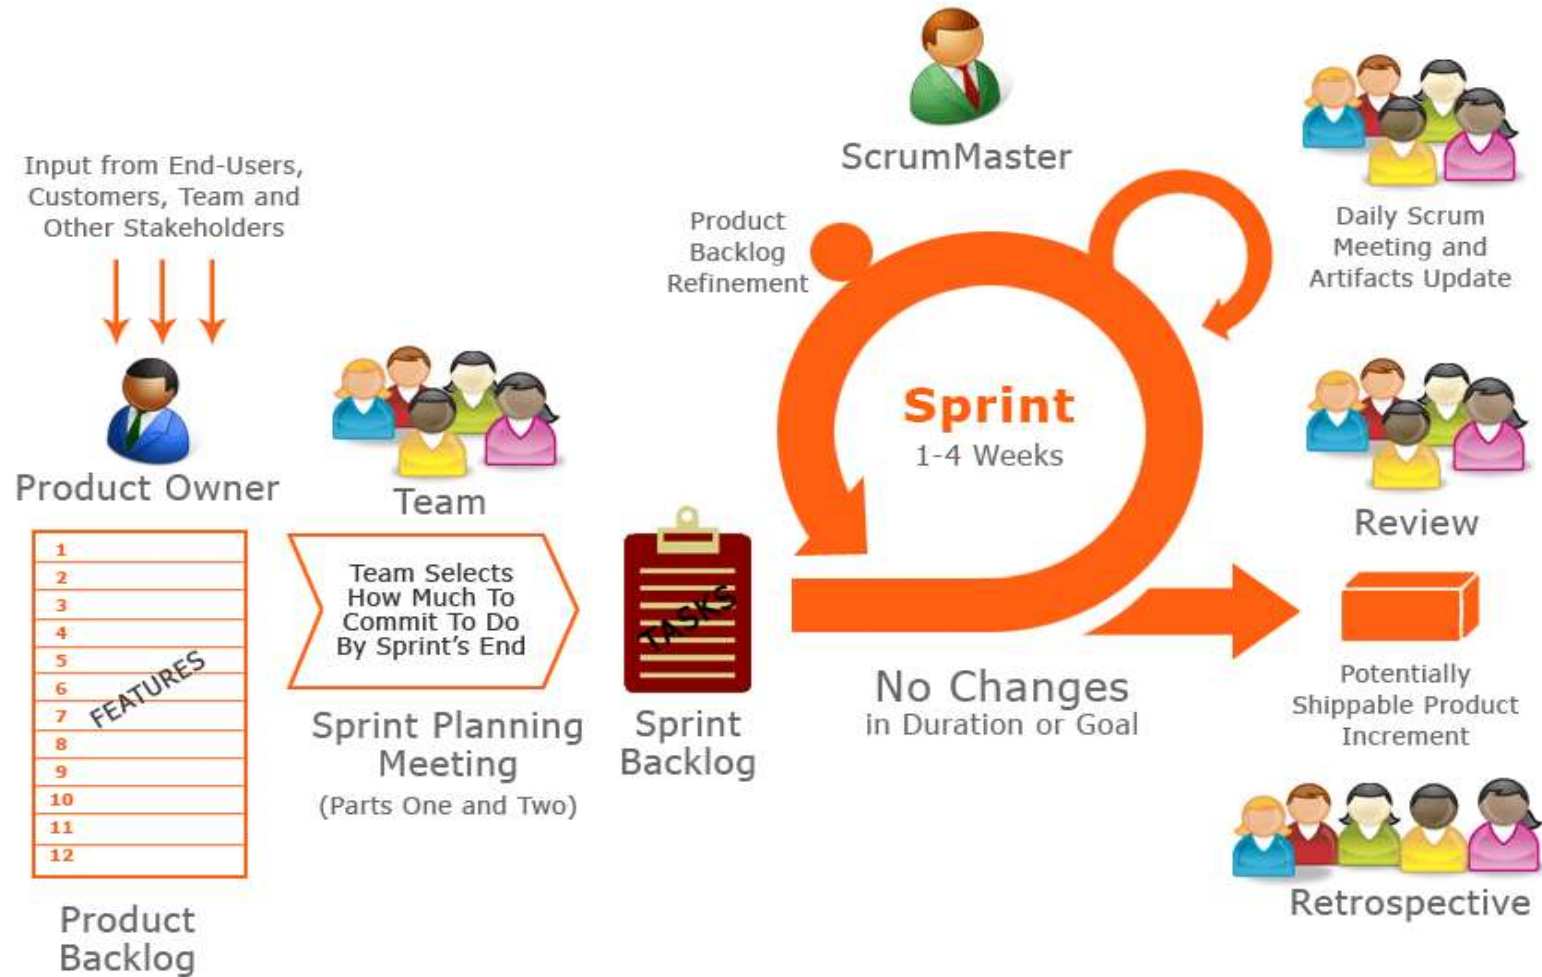 Input from End-Users,
Customers, Team and
Other Stakeholders
Product Owner
1
2
3
4
5
6
7
8
9
10
11
12
FEATURES
Product
Backlog
Team
Team Selects
How Much To
Commit To Do
By Sprint's End
Sprint Planning
Meeting
(Parts One and Two)
TASKS
Sprint
Backlog
ScrumMaster
Product
Backlog
Refinement
Sprint
1-4 Weeks
No Changes
in Duration or Goal
Daily Scrum
Meeting and
Artifacts Update
Review
Potentially
Shippable Product
Increment
Retrospective